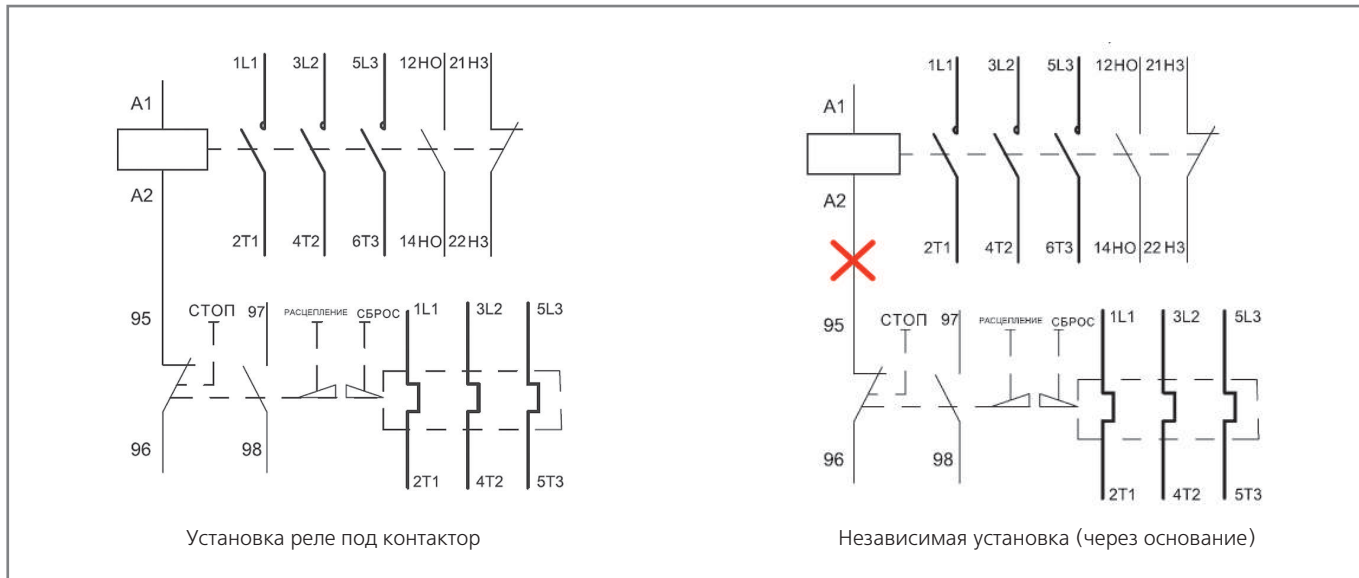 1L1 3L2 5L3 12НО 21НЗ
A1
A2
2T1 4T2 6T3 14НО 22НЗ
95 СТОП 97 РАСЦЕПЛЕНИЕ СБРОС 1L1 3L2 5L3
96 98
2T1 4T2 5T3
Установка реле под контактор
1L1 3L2 5L3 12НО 21НЗ
A1
A2
2T1 4T2 6T3 14НО 22НЗ
95 СТОП 97 РАСЦЕПЛЕНИЕ СБРОС 1L1 3L2 5L3
96 98
2T1 4T2 5T3
Независимая установка (через основание)